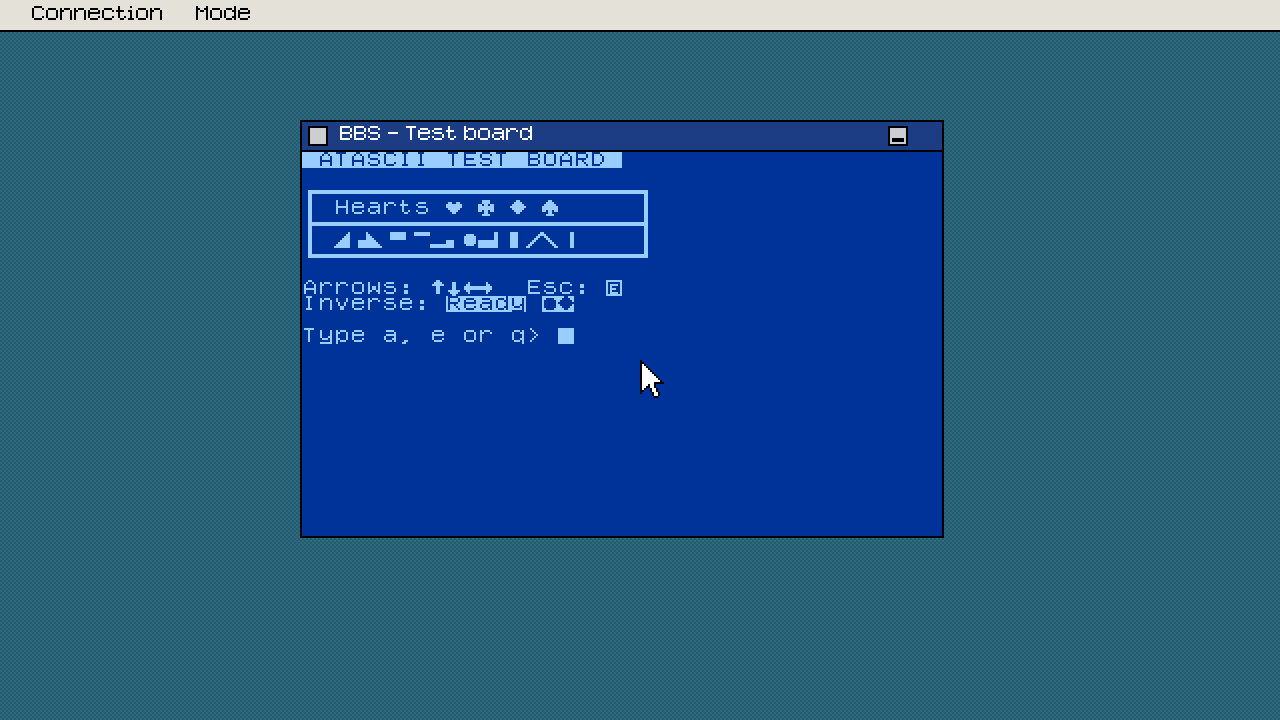 Connection Mode
BBS - Test board
ATASCII TEST BOARD
Hearts ♥ ♣ ♦ ♠
Arrows: ↑↓←→ Esc: E
Inverse: Ready
Type a, e or q>